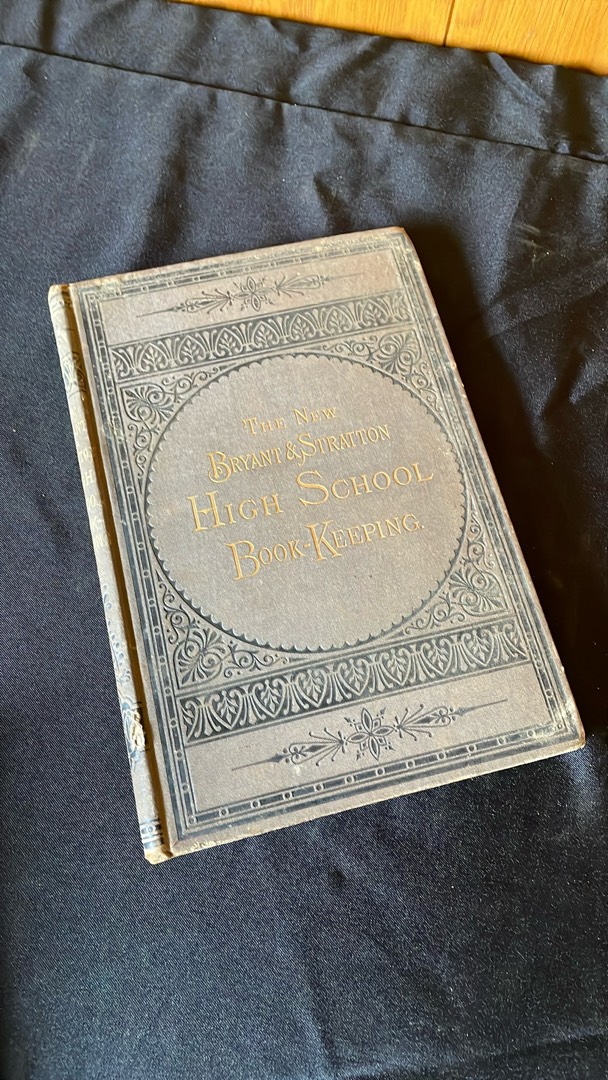 The New
Bryant & Stratton
High School
Book-Keeping.